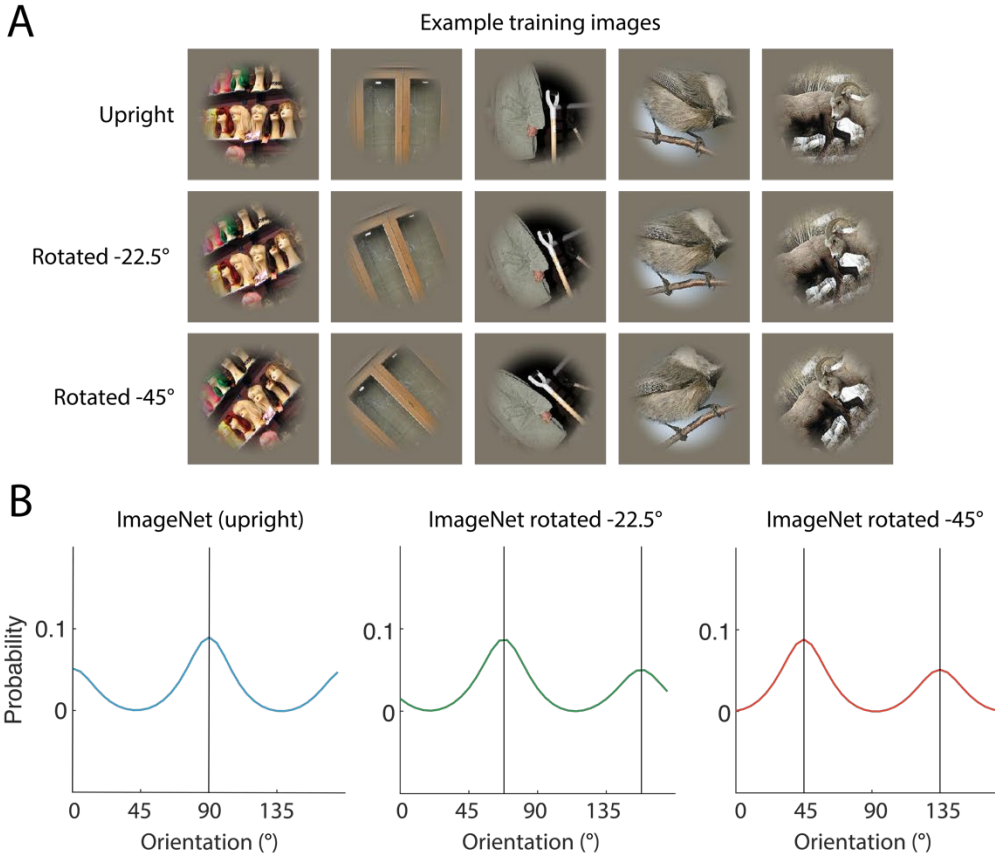 A
Example training images
Upright
Rotated -22.5°
Rotated -45°
B
ImageNet (upright)
ImageNet rotated -22.5°
ImageNet rotated -45°
Probability
0.1
0
0 45 90 135
Orientation (°)
0.1
0
0 45 90 135
Orientation (°)
0.1
0
0 45 90 135
Orientation (°)